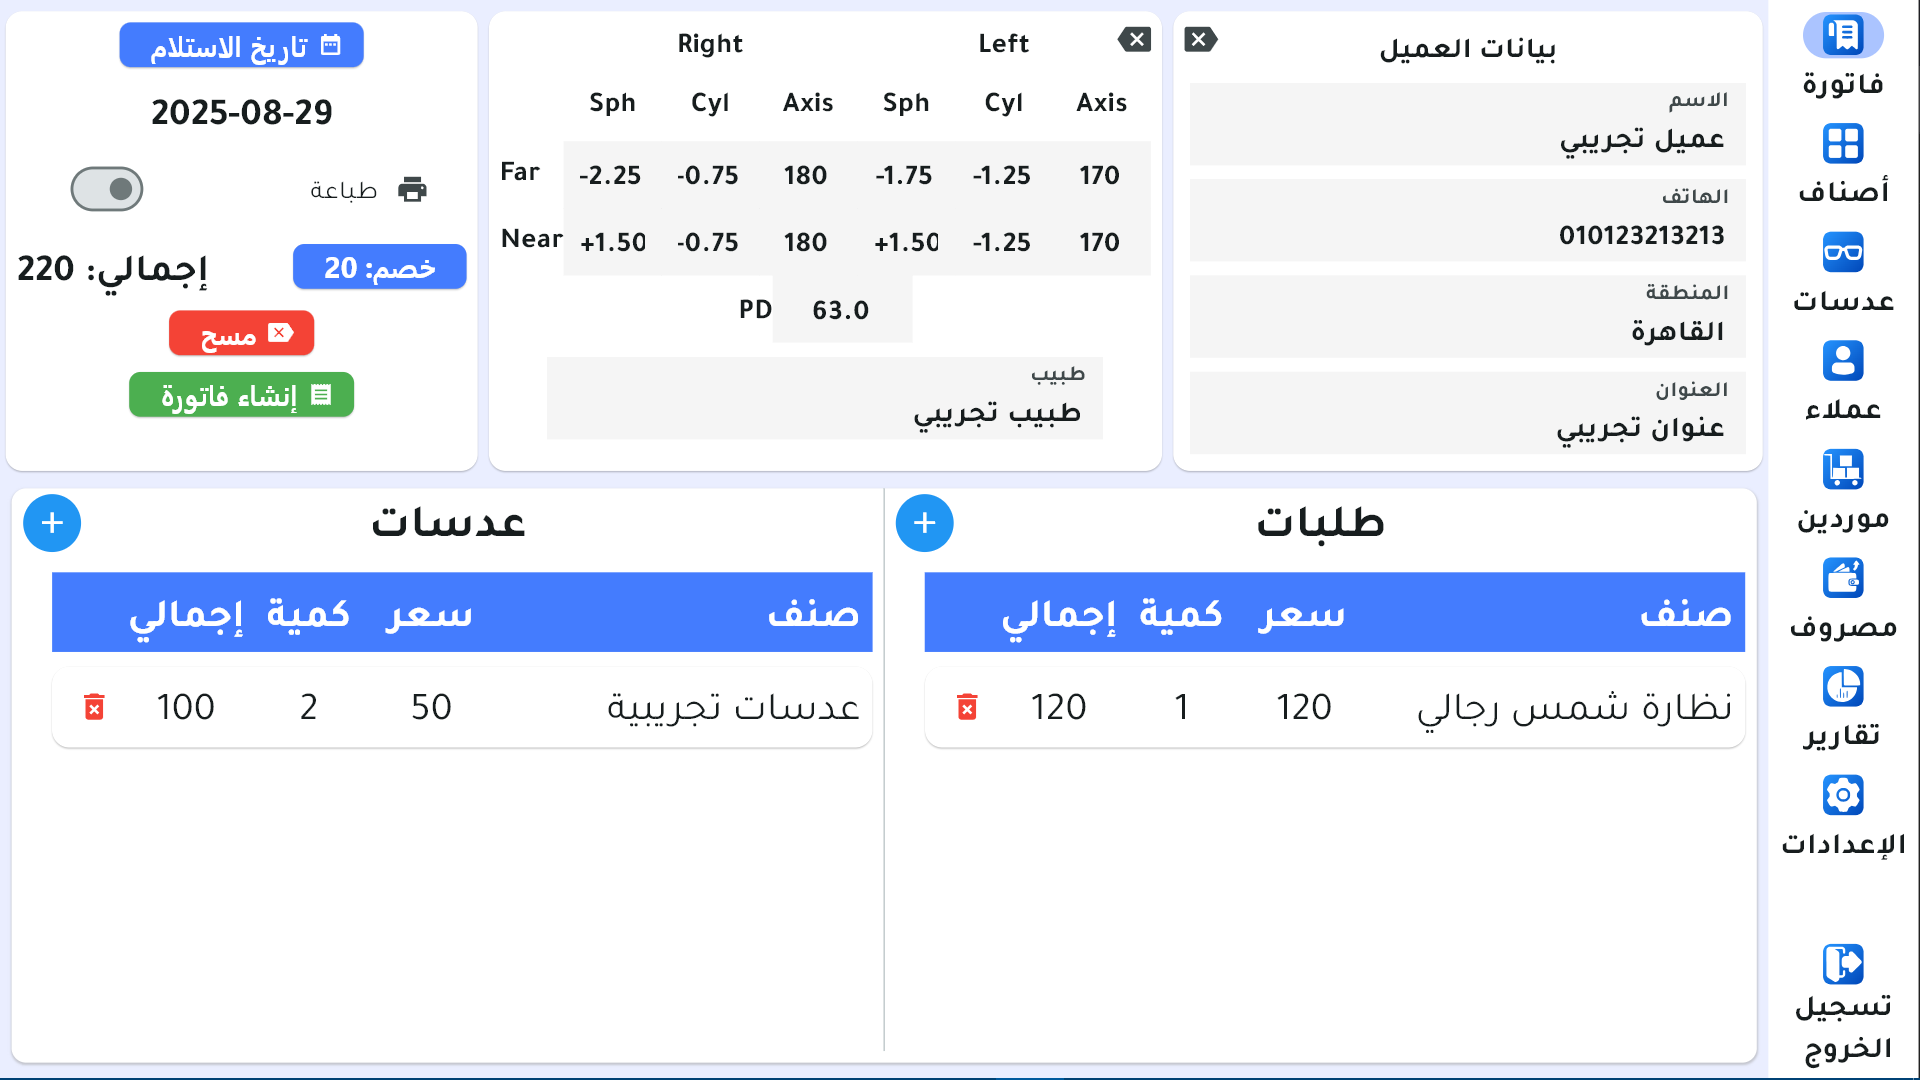 فاتورة
أصناف
عدسات
عملاء
موردين
مصروف
تقارير
الإعدادات
تسجيل
الخروج
بيانات العميل
الاسم
عميل تجريبي
الهاتف
010123213213
المنطقة
القاهرة
العنوان
عنوان تجريبي
Right Left
Sph Cyl Axis Sph Cyl Axis
Far -2.25 -0.75 180 -1.75 -1.25 170
Near +1.50 -0.75 180 +1.50 -1.25 170
PD 63.0
طبيب
طبيب تجريبي
تاريخ الاستلام
2025-08-29
طباعة
خصم: 20
إجمالي: 220
مسح
إنشاء فاتورة
طلبات
صنف سعر كمية إجمالي
نظارة شمس رجالي 120 1 120
عدسات
صنف سعر كمية إجمالي
عدسات تجريبية 50 2 100